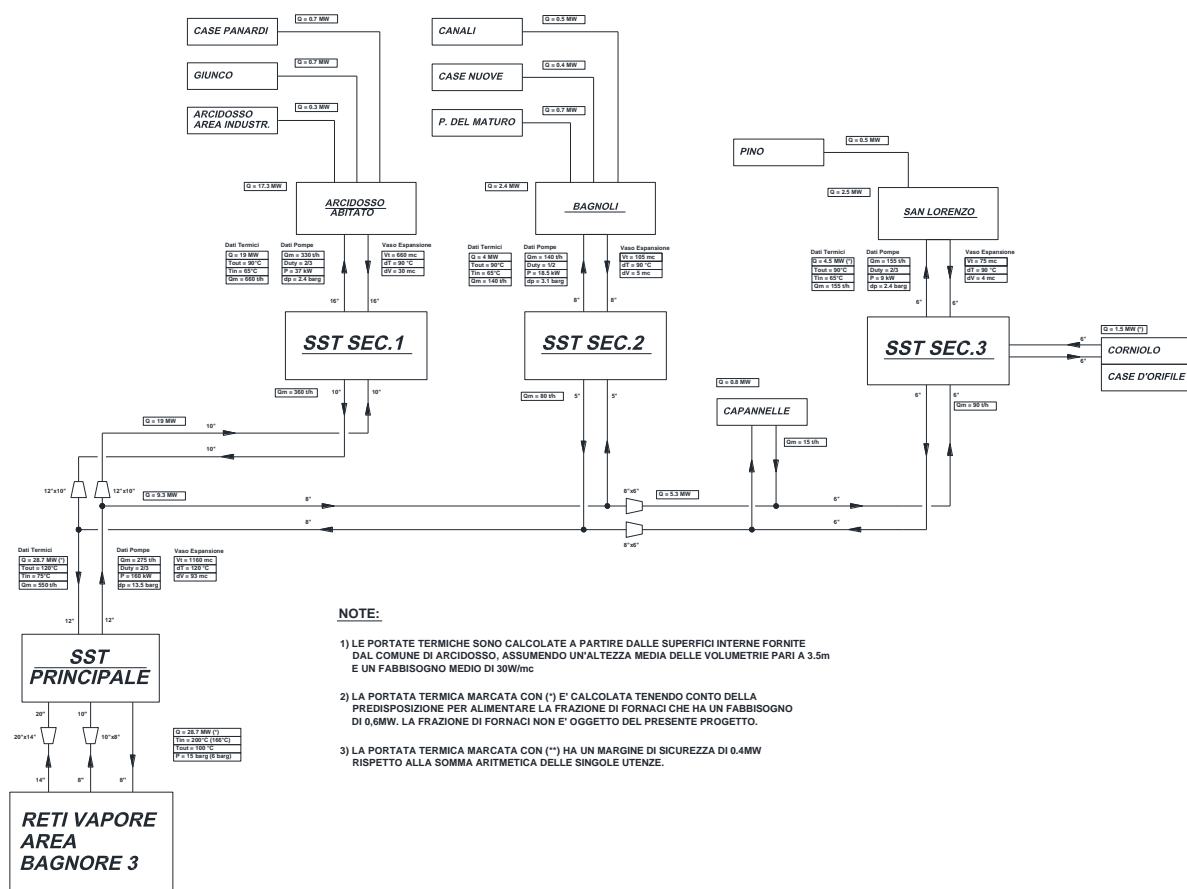 Q = 0.7 MW
CASE PANARDI
Q = 0.7 MW
GIUNCO
Q = 0.3 MW
ARCIDOSSO
AREA INDUSTR.
Q = 0.5 MW
CANALI
Q = 0.4 MW
CASE NUOVE
Q = 0.7 MW
P. DEL MATURO
Q = 0.5 MW
PINO
Q = 17.3 MW
ARCIDOSSO
ABITATO
Q = 2.4 MW
BAGNOLI
Q = 2.5 MW
SAN LORENZO
Dati Termici
Q = 19 MW
Tout = 90°C
Tin = 65°C
Qm = 660 t/h
Dati Pompe
Qm = 330 t/h
Duty = 2/3
P = 37 kW
dp = 2.4 barg
Vaso Espansione
Vt = 660 mc
dT = 90 °C
dV = 30 mc
16"
16"
Dati Termici
Q = 4 MW
Tout = 90°C
Tin = 65°C
Qm = 140 t/h
Dati Pompe
Qm = 140 t/h
Duty = 1/2
P = 18.5 kW
dp = 3.1 barg
Vaso Espansione
Vt = 105 mc
dT = 90 °C
dV = 5 mc
8"
8"
Dati Termici
Q = 4.5 MW (*)
Tout = 90°C
Tin = 65°C
Qm = 155 t/h
Dati Pompe
Qm = 155 t/h
Duty = 2/3
P = 9 kW
dp = 2.4 barg
Vaso Espansione
Vt = 75 mc
dT = 90 °C
dV = 4 mc
6"
6"
SST SEC.1
SST SEC.2
SST SEC.3
Q = 1.5 MW (*)
6"
6"
CORNIOLO
CASE D'ORIFILE
Qm = 360 t/h
10"
10"
Qm = 80 t/h
5"
5"
Q = 0.8 MW
CAPANNELLE
Qm = 15 t/h
6"
6"
Qm = 90 t/h
Q = 19 MW
10"
10"
12"x10"
12"x10"
Q = 9.3 MW
8"
8"
8"x6"
Q = 5.3 MW
8"x6"
6"
6"
Dati Termici
Q = 28.7 MW (*)
Tout = 120°C
Tin = 75°C
Qm = 550 t/h
Dati Pompe
Qm = 275 t/h
Duty = 2/3
P = 160 kW
dp = 13.5 barg
Vaso Espansione
Vt = 1160 mc
dT = 120 °C
dV = 93 mc
12"
12"
SST
PRINCIPALE
20"
10"
20"x14"
10"x8"
14"
8"
8"
Q = 28.7 MW (*)
Tin = 200°C (166°C)
Tout = 100 °C
P = 15 barg (6 barg)
RETI VAPORE
AREA
BAGNORE 3
NOTE:
1) LE PORTATE TERMICHE SONO CALCOLATE A PARTIRE DALLE SUPERFICI INTERNE FORNITE
DAL COMUNE DI ARCIDOSSO, ASSUMENDO UN'ALTEZZA MEDIA DELLE VOLUMETRIE PARI A 3.5m
E UN FABBISOGNO MEDIO DI 30W/mc
2) LA PORTATA TERMICA MARCATA CON (*) E' CALCOLATA TENENDO CONTO DELLA
PREDISPOSIZIONE PER ALIMENTARE LA FRAZIONE DI FORNACI CHE HA UN FABBISOGNO
DI 0,6MW. LA FRAZIONE DI FORNACI NON E' OGGETTO DEL PRESENTE PROGETTO.
3) LA PORTATA TERMICA MARCATA CON (**) HA UN MARGINE DI SICUREZZA DI 0.4MW
RISPETTO ALLA SOMMA ARITMETICA DELLE SINGOLE UTENZE.